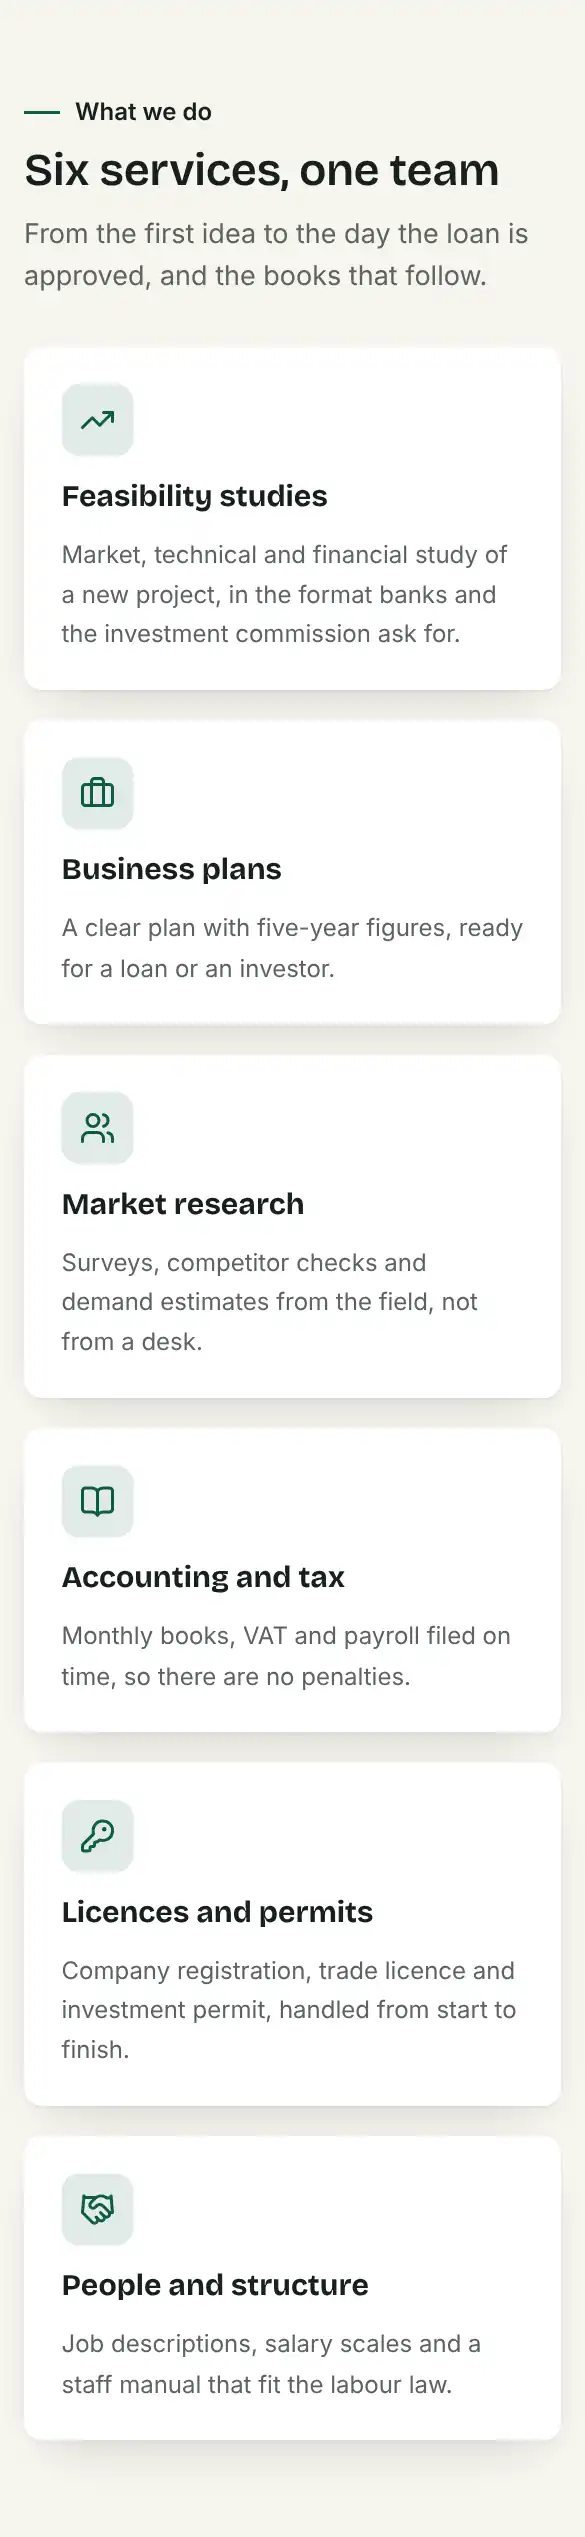 What we do
Six services, one team
From the first idea to the day the loan is
approved, and the books that follow.
Feasibility studies
Market, technical and financial study of
a new project, in the format banks and
the investment commission ask for.
Business plans
A clear plan with five-year figures, ready
for a loan or an investor.
Market research
Surveys, competitor checks and
demand estimates from the field, not
from a desk.
Accounting and tax
Monthly books, VAT and payroll filed on
time, so there are no penalties.
Licences and permits
Company registration, trade licence and
investment permit, handled from start to
finish.
People and structure
Job descriptions, salary scales and a
staff manual that fit the labour law.